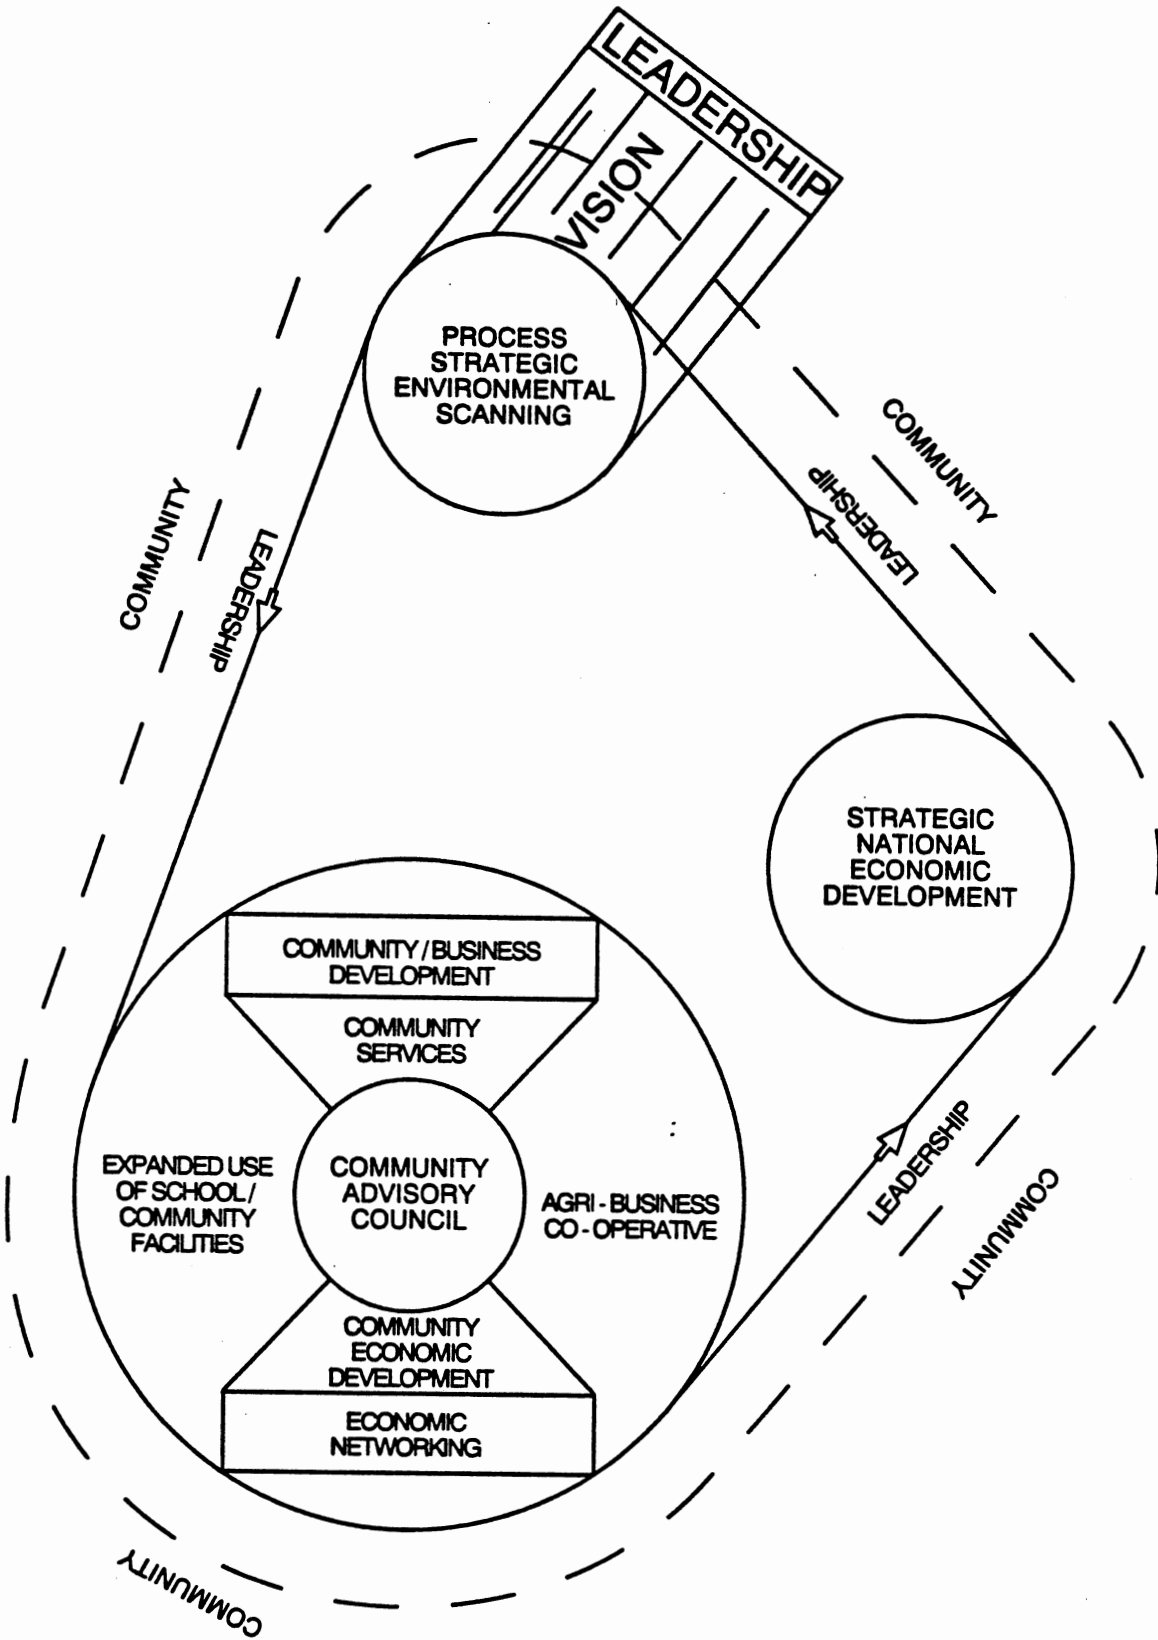 LEADERSHIP
VISION
PROCESS
STRATEGIC
ENVIRONMENTAL
SCANNING
COMMUNITY
LEADERSHIP
COMMUNITY
LEADERSHIP
STRATEGIC
NATIONAL
ECONOMIC
DEVELOPMENT
COMMUNITY / BUSINESS
DEVELOPMENT
COMMUNITY
SERVICES
EXPANDED USE
OF SCHOOL /
COMMUNITY
FACILITIES
COMMUNITY
ADVISORY
COUNCIL
AGRI - BUSINESS
CO - OPERATIVE
COMMUNITY
ECONOMIC
DEVELOPMENT
ECONOMIC
NETWORKING
LEADERSHIP
COMMUNITY
COMMUNITY